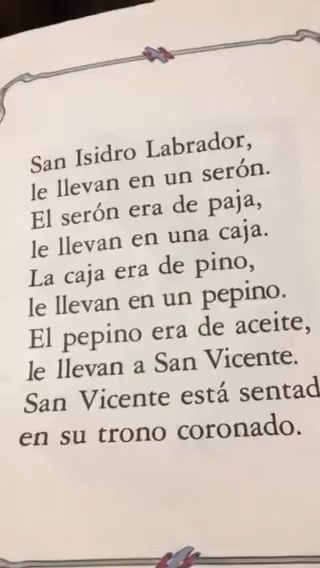 San Isidro Labrador,
le llevan en un serón.
El serón era de paja,
le llevan en una caja.
La caja era de pino,
le llevan en un pepino.
El pepino era de aceite,
le llevan a San Vicente.
San Vicente está sentad
en su trono coronado.